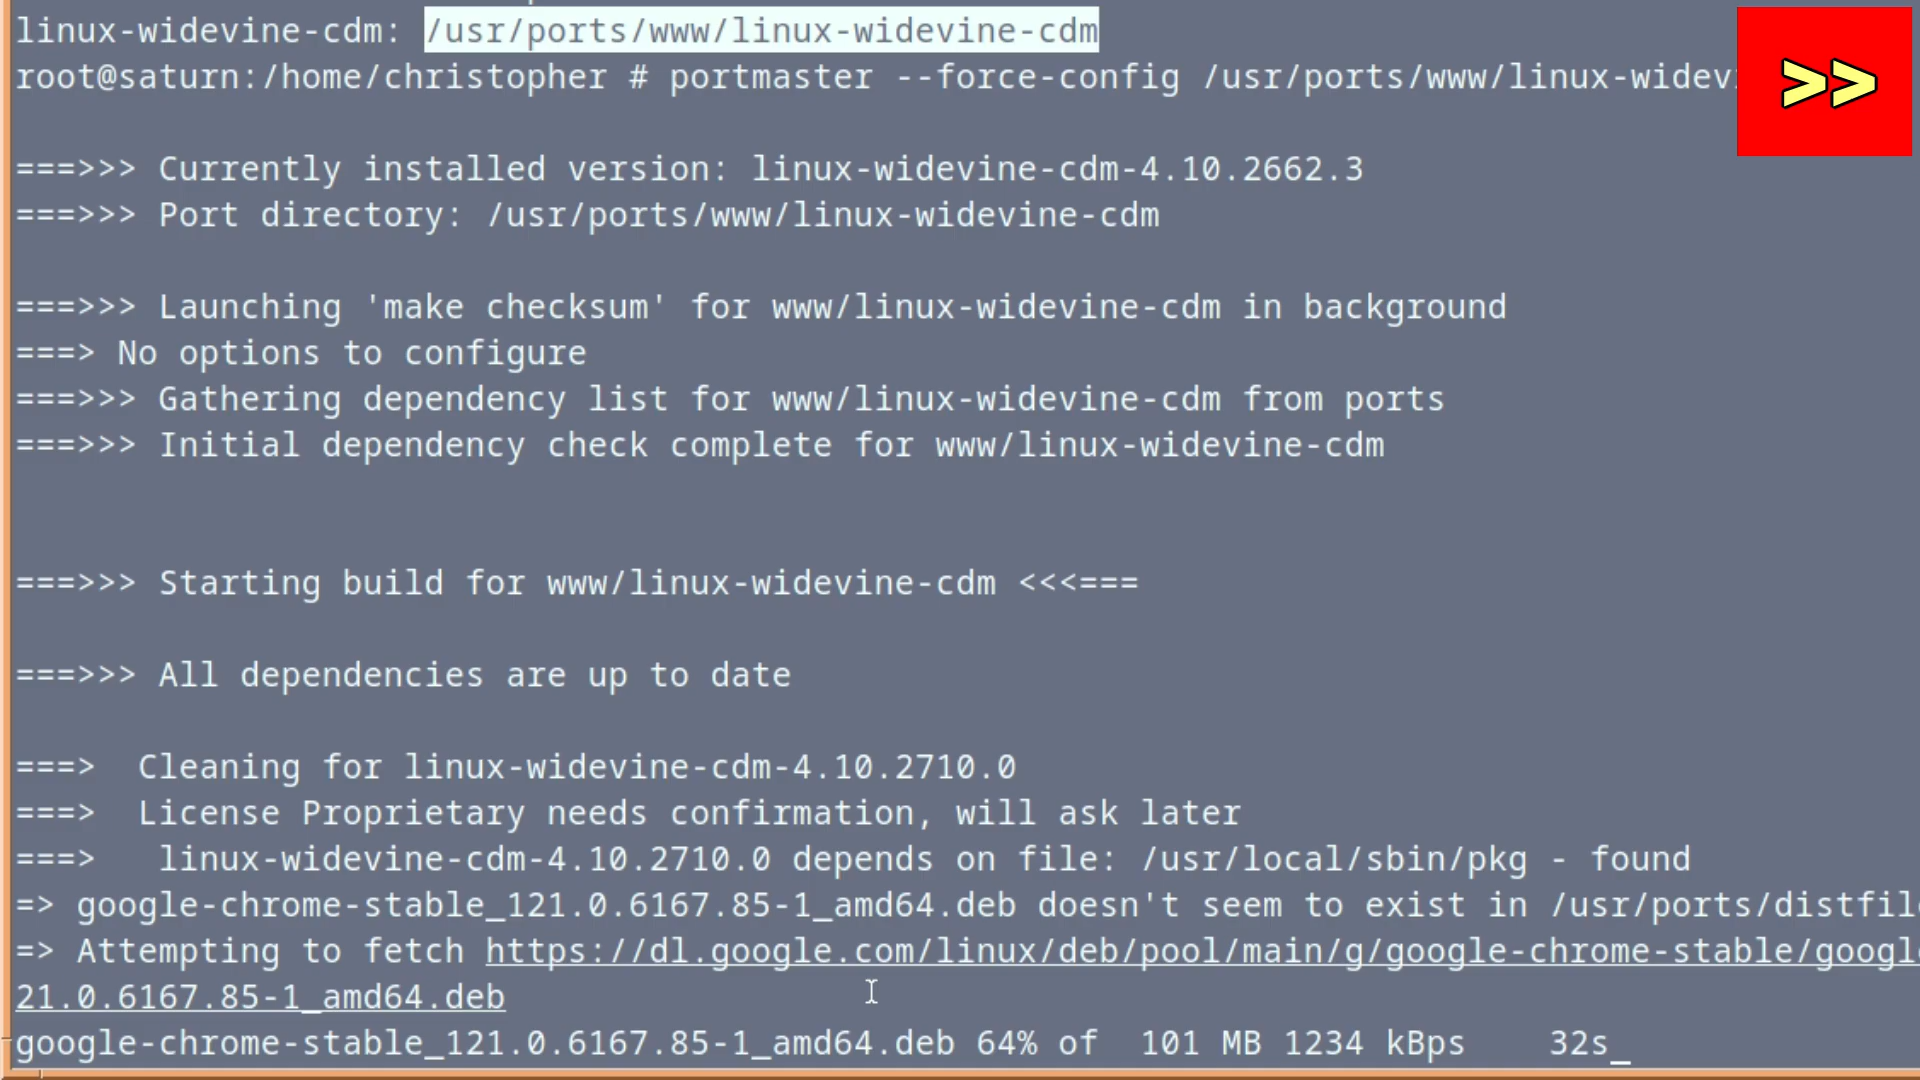 linux-widevine-cdm: /usr/ports/www/linux-widevine-cdm
root@saturn:/home/christopher # portmaster --force-config /usr/ports/www/linux-widev
>>
===>>> Currently installed version: linux-widevine-cdm-4.10.2662.3
===>>> Port directory: /usr/ports/www/linux-widevine-cdm
===>>> Launching 'make checksum' for www/linux-widevine-cdm in background
===> No options to configure
===>>> Gathering dependency list for www/linux-widevine-cdm from ports
===>>> Initial dependency check complete for www/linux-widevine-cdm
===>>> Starting build for www/linux-widevine-cdm <<<===
===>>> All dependencies are up to date
===>  Cleaning for linux-widevine-cdm-4.10.2710.0
===>  License Proprietary needs confirmation, will ask later
===>   linux-widevine-cdm-4.10.2710.0 depends on file: /usr/local/sbin/pkg - found
=> google-chrome-stable_121.0.6167.85-1_amd64.deb doesn't seem to exist in /usr/ports/distfil
=> Attempting to fetch https://dl.google.com/linux/deb/pool/main/g/google-chrome-stable/googl
21.0.6167.85-1_amd64.deb
google-chrome-stable_121.0.6167.85-1_amd64.deb 64% of  101 MB 1234 kBps    32s_